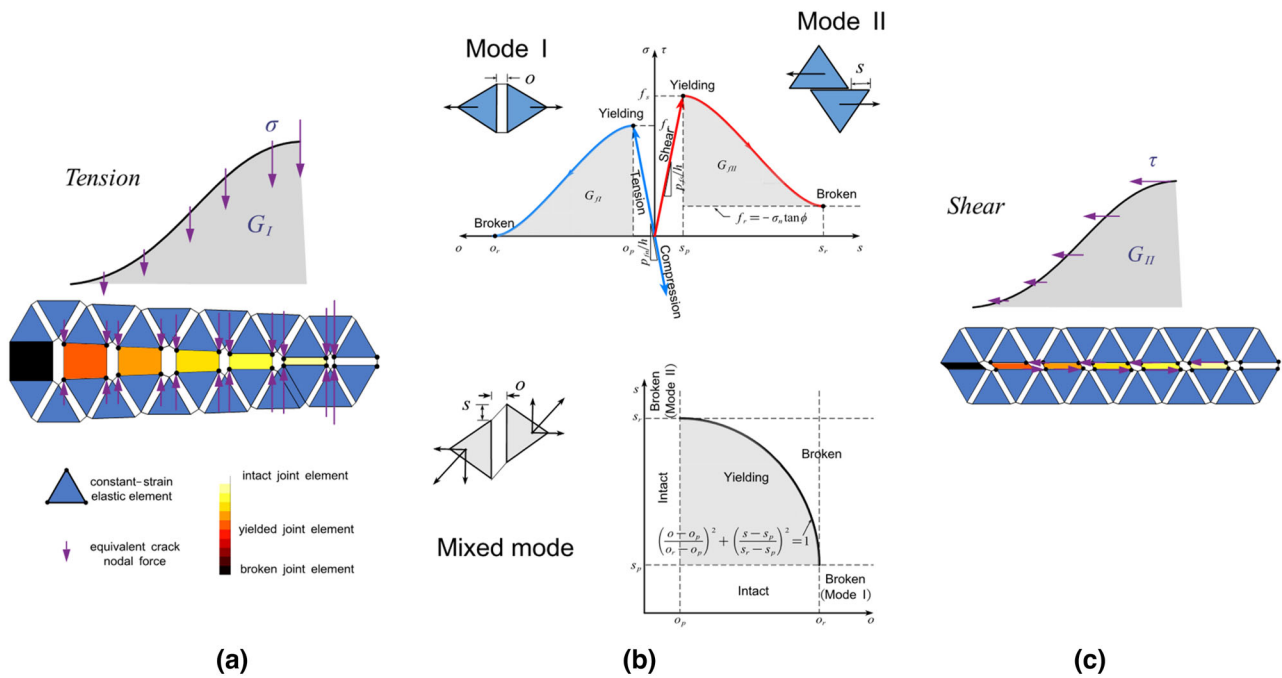 Tension
σ
G_I
constant-strain
elastic element
equivalent crack
nodal force
intact joint element
yielded joint element
broken joint element
(a)
Mode I
o
Mode II
s
σ τ
Yielding
Yielding
f_s
Shear
Tension
p_fs/h
G_fI
G_fII
Broken
Broken
f_r = -σ_n tan ϕ
o o_r o_p s_p s_r s
Compression
s
o
Mixed mode
s
Broken
(Mode II)
s_r
Broken
Yielding
Intact
((o-o_p)/(o_r-o_p))^2 + ((s-s_p)/(s_r-s_p))^2 = 1
s_p
Intact
Broken
(Mode I)
o_p o_r o
(b)
τ
Shear
G_II
(c)